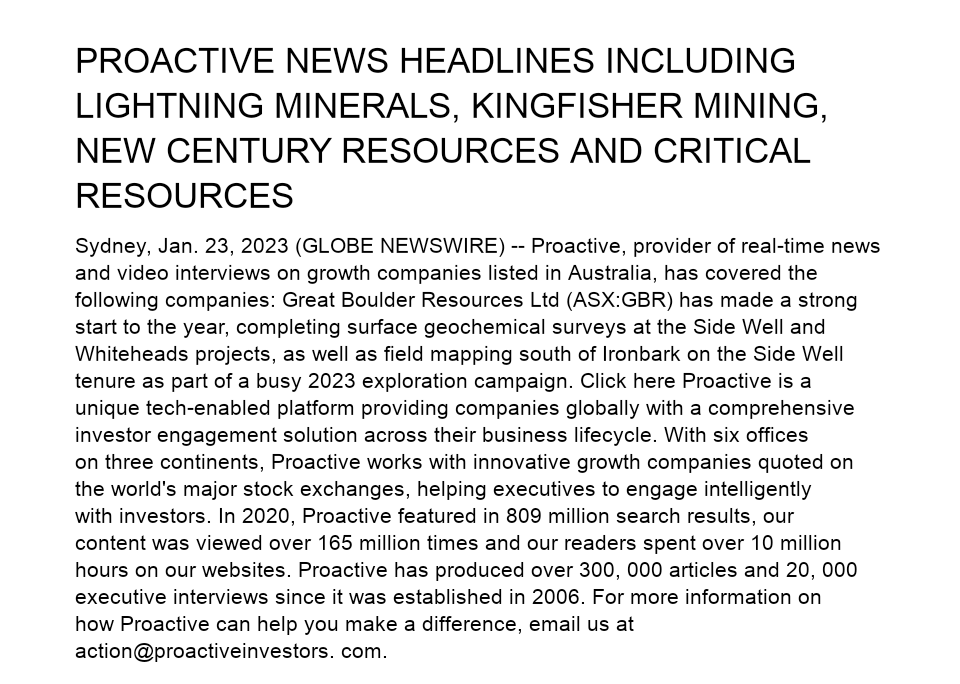 PROACTIVE NEWS HEADLINES INCLUDING
LIGHTNING MINERALS, KINGFISHER MINING,
NEW CENTURY RESOURCES AND CRITICAL
RESOURCES
Sydney, Jan. 23, 2023 (GLOBE NEWSWIRE) -- Proactive, provider of real-time news
and video interviews on growth companies listed in Australia, has covered the
following companies: Great Boulder Resources Ltd (ASX:GBR) has made a strong
start to the year, completing surface geochemical surveys at the Side Well and
Whiteheads projects, as well as field mapping south of Ironbark on the Side Well
tenure as part of a busy 2023 exploration campaign. Click here Proactive is a
unique tech-enabled platform providing companies globally with a comprehensive
investor engagement solution across their business lifecycle. With six offices
on three continents, Proactive works with innovative growth companies quoted on
the world's major stock exchanges, helping executives to engage intelligently
with investors. In 2020, Proactive featured in 809 million search results, our
content was viewed over 165 million times and our readers spent over 10 million
hours on our websites. Proactive has produced over 300, 000 articles and 20, 000
executive interviews since it was established in 2006. For more information on
how Proactive can help you make a difference, email us at
action@proactiveinvestors. com.